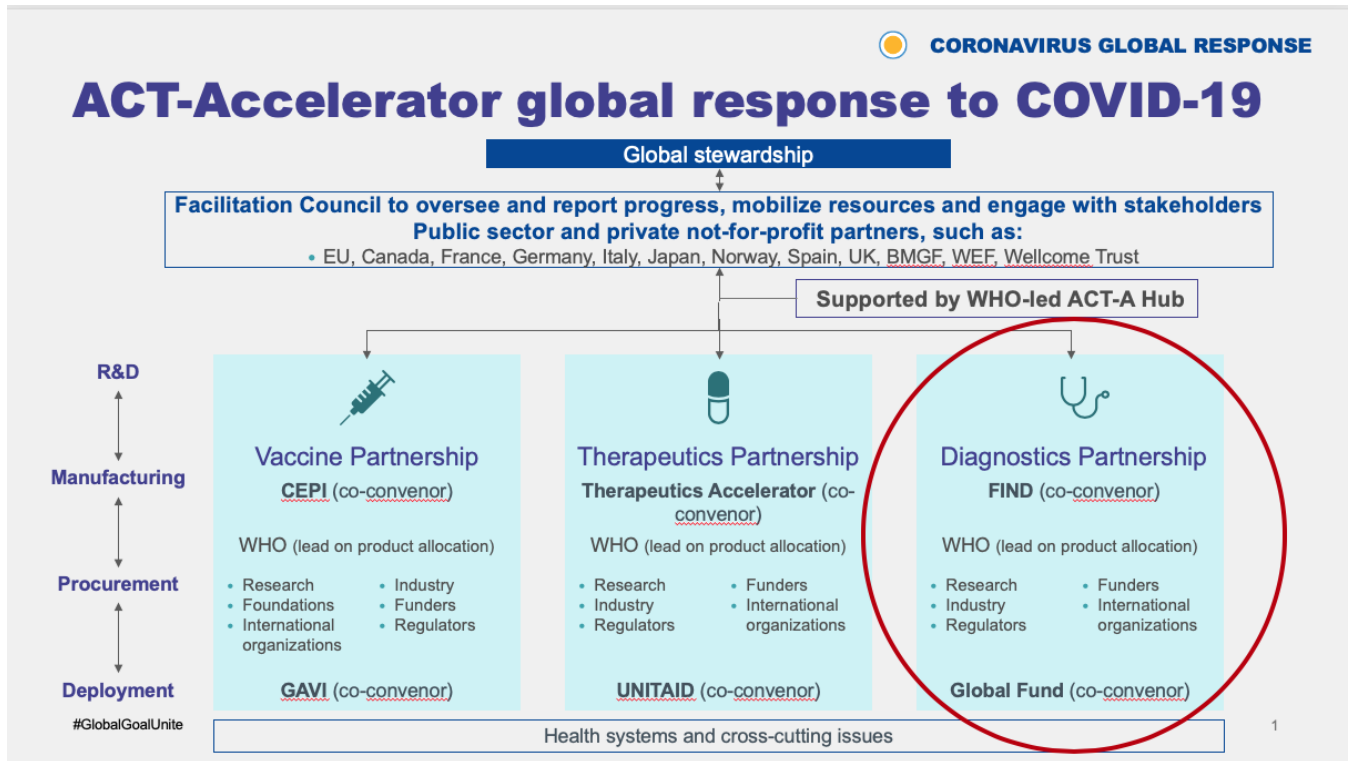 CORONAVIRUS GLOBAL RESPONSE
ACT-Accelerator global response to COVID-19
Global stewardship
Facilitation Council to oversee and report progress, mobilize resources and engage with stakeholders
Public sector and private not-for-profit partners, such as:
• EU, Canada, France, Germany, Italy, Japan, Norway, Spain, UK, BMGF, WEF, Wellcome Trust
Supported by WHO-led ACT-A Hub
R&D
Manufacturing
Procurement
Deployment
#GlobalGoalUnite
Vaccine Partnership
CEPI (co-convenor)
WHO (lead on product allocation)
• Research
• Foundations
• International
organizations
• Industry
• Funders
• Regulators
GAVI (co-convenor)
Therapeutics Partnership
Therapeutics Accelerator (co-
convenor)
WHO (lead on product allocation)
• Research
• Industry
• Regulators
• Funders
• International
organizations
UNITAID (co-convenor)
Diagnostics Partnership
FIND (co-convenor)
WHO (lead on product allocation)
• Research
• Industry
• Regulators
• Funders
• International
organizations
Global Fund (co-convenor)
Health systems and cross-cutting issues
1